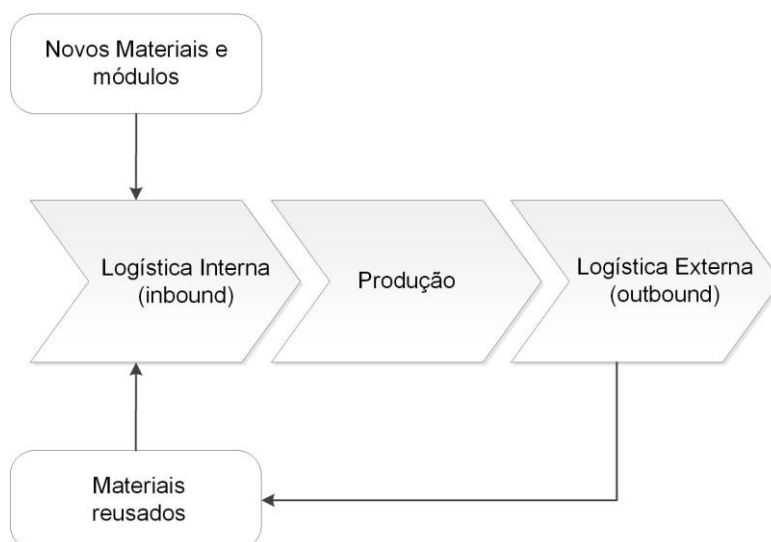 Novos Materiais e
módulos
Logística Interna
(inbound)
Produção
Logística Externa
(outbound)
Materiais
reusados